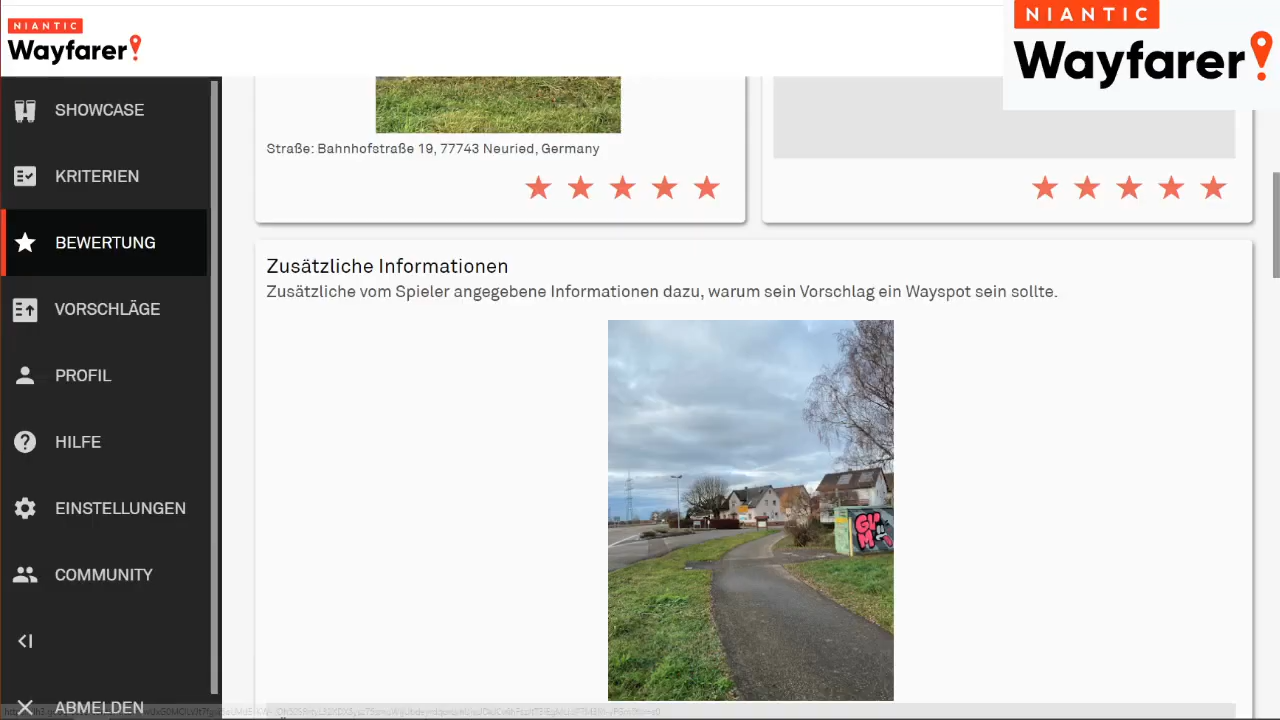 NIANTIC
Wayfarer!
NIANTIC
Wayfarer!
SHOWCASE
KRITERIEN
BEWERTUNG
VORSCHLÄGE
PROFIL
HILFE
EINSTELLUNGEN
COMMUNITY
ABMELDEN
Straße: Bahnhofstraße 19, 77743 Neuried, Germany
Zusätzliche Informationen
Zusätzliche vom Spieler angegebene Informationen dazu, warum sein Vorschlag ein Wayspot sein sollte.